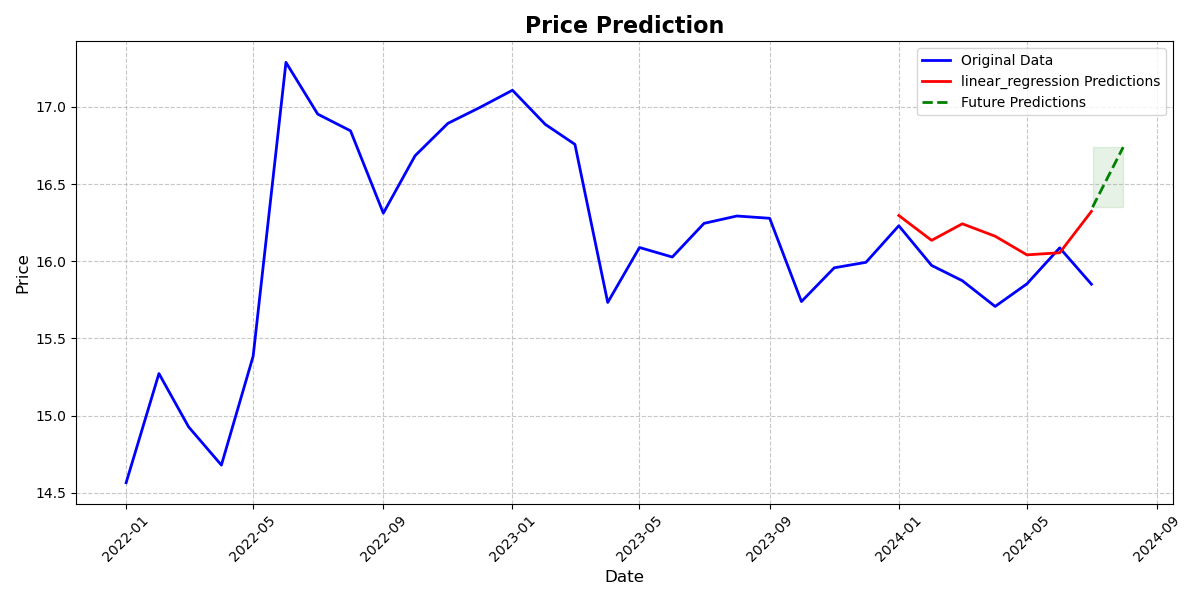 Price Prediction
Original Data
linear_regression Predictions
Future Predictions
Price
17.0
16.5
16.0
15.5
15.0
14.5
2022-01
2022-05
2022-09
2023-01
2023-05
2023-09
2024-01
2024-05
2024-09
Date